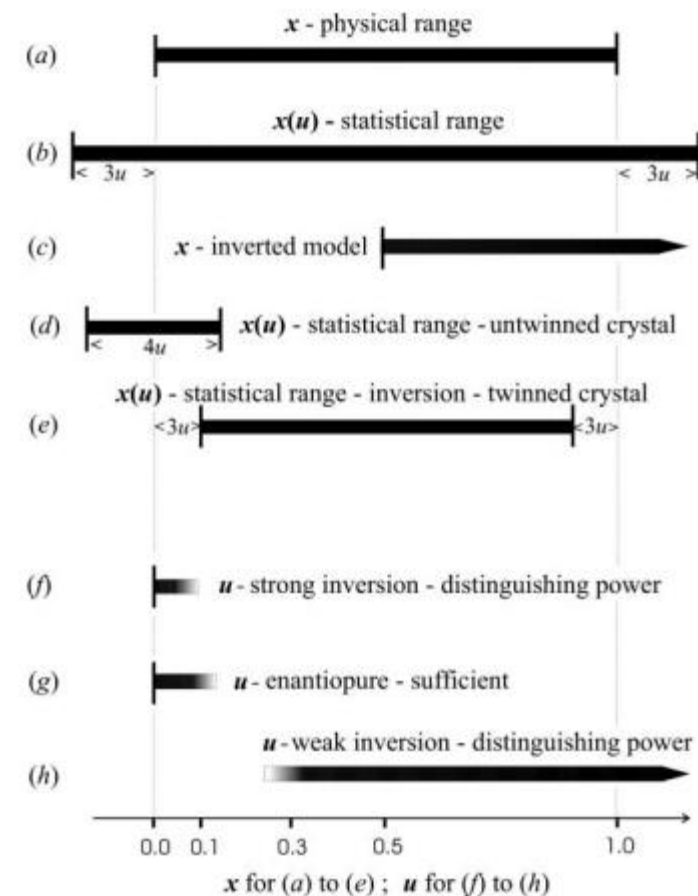 x - physical range
(a)
x(u) - statistical range
(b)
< 3u >
< 3u >
(c) x - inverted model
(d) x(u) - statistical range - untwinned crystal
< 4u >
x(u) - statistical range - inversion - twinned crystal
(e) <3u> <3u>
(f) u - strong inversion - distinguishing power
(g) u - enantiopure - sufficient
u - weak inversion - distinguishing power
(h)
0.0 0.1 0.3 0.5 1.0
x for (a) to (e) ; u for (f) to (h)